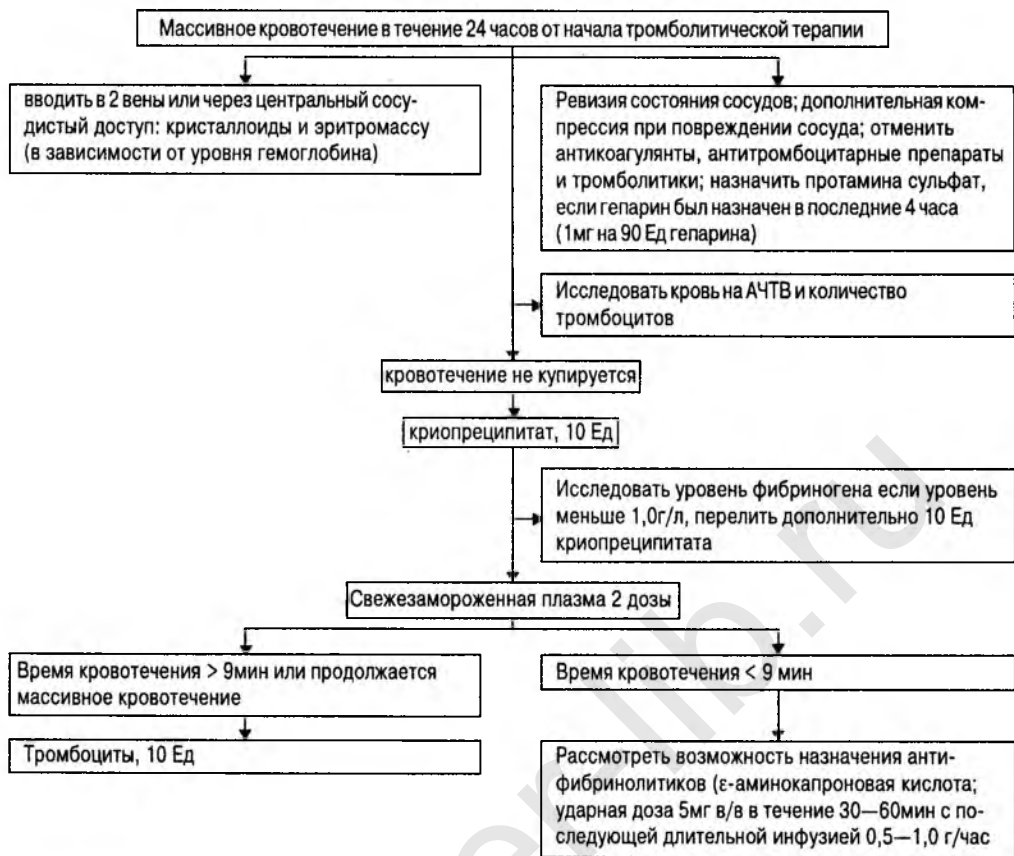 Массивное кровотечение в течение 24 часов от начала тромболитической терапии
вводить в 2 вены или через центральный сосу-
дистый доступ: кристаллоиды и эритромассу
(в зависимости от уровня гемоглобина)
Ревизия состояния сосудов; дополнительная ком-
прессия при повреждении сосуда; отменить
антикоагулянты, антитромбоцитарные препараты
и тромболитики; назначить протамина сульфат,
если гепарин был назначен в последние 4 часа
(1мг на 90 Ед гепарина)
Исследовать кровь на АЧТВ и количество
тромбоцитов
кровотечение не купируется
криопреципитат, 10 Ед
Исследовать уровень фибриногена если уровень
меньше 1,0г/л, перелить дополнительно 10 Ед
криопреципитата
Свежезамороженная плазма 2 дозы
Время кровотечения > 9мин или продолжается
массивное кровотечение
Время кровотечения < 9 мин
Тромбоциты, 10 Ед
Рассмотреть возможность назначения анти-
фибринолитиков (ε-аминокапроновая кислота;
ударная доза 5мг в/в в течение 30—60мин с по-
следующей длительной инфузией 0,5—1,0 г/час
er-lib.ru